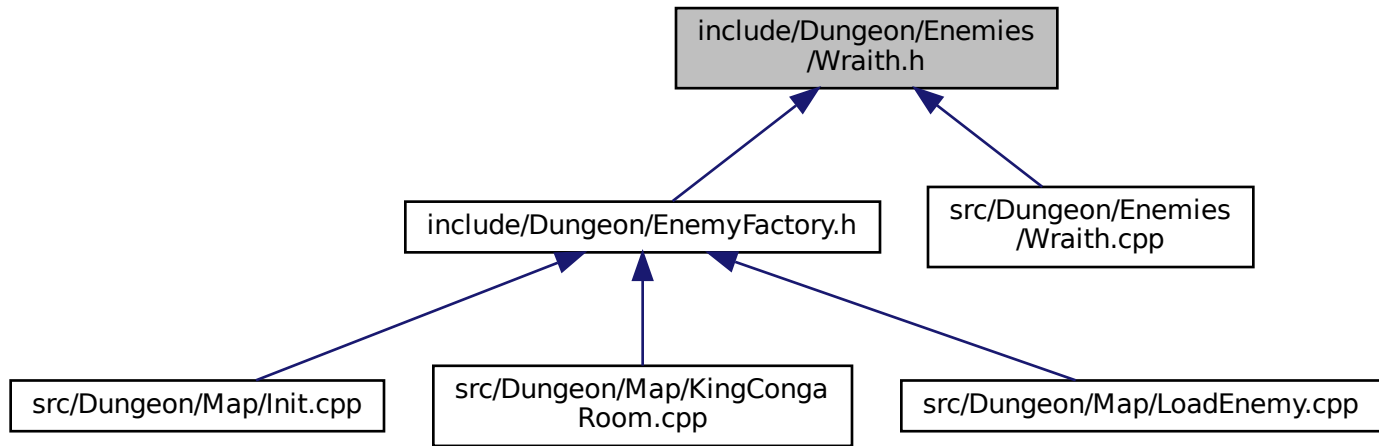 include/Dungeon/Enemies
/Wraith.h
include/Dungeon/EnemyFactory.h
src/Dungeon/Enemies
/Wraith.cpp
src/Dungeon/Map/Init.cpp
src/Dungeon/Map/KingConga
Room.cpp
src/Dungeon/Map/LoadEnemy.cpp